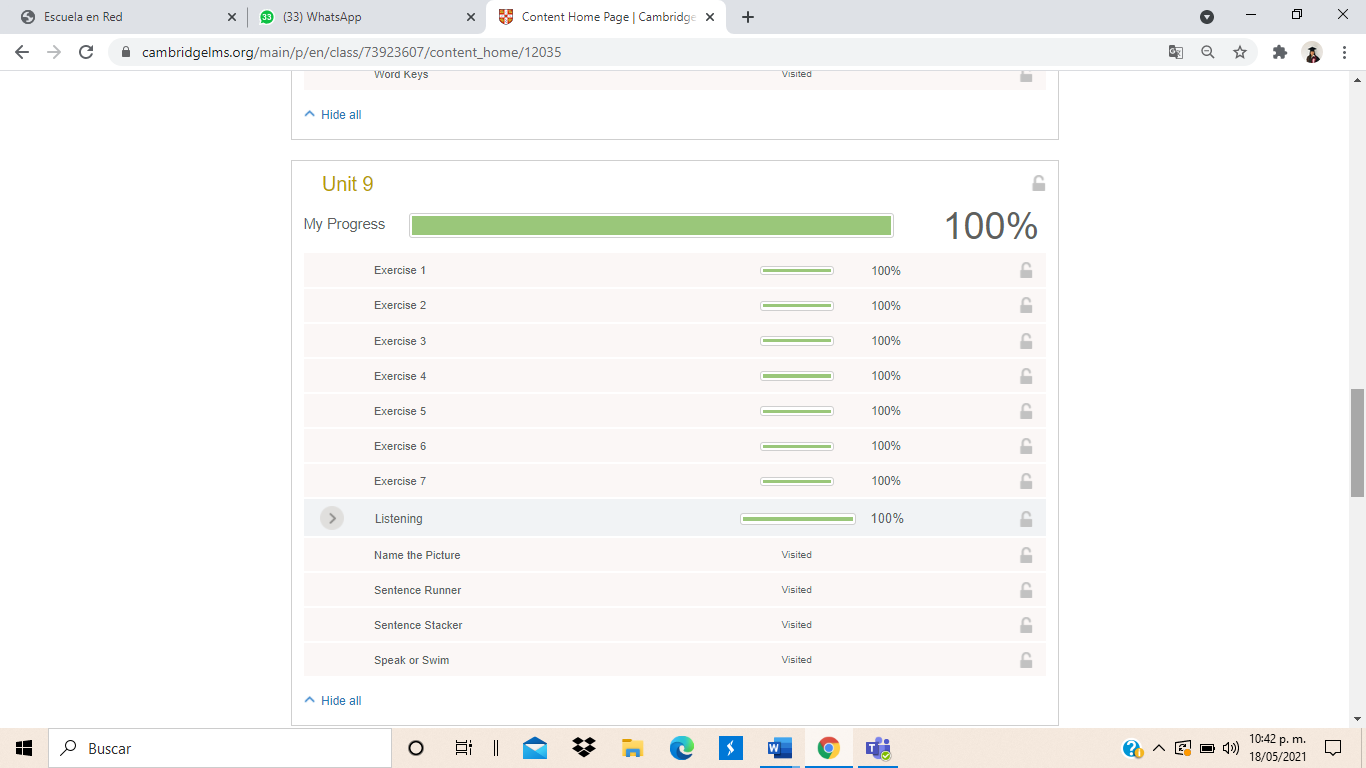 Escuela en Red
(33) WhatsApp
Content Home Page | Cambridge
cambridgelms.org/main/p/en/class/73923607/content_home/12035
Word Keys Visited
Hide all
Unit 9
My Progress 100%
Exercise 1 100%
Exercise 2 100%
Exercise 3 100%
Exercise 4 100%
Exercise 5 100%
Exercise 6 100%
Exercise 7 100%
Listening 100%
Name the Picture Visited
Sentence Runner Visited
Sentence Stacker Visited
Speak or Swim Visited
Hide all
Buscar
10:42 p. m.
18/05/2021